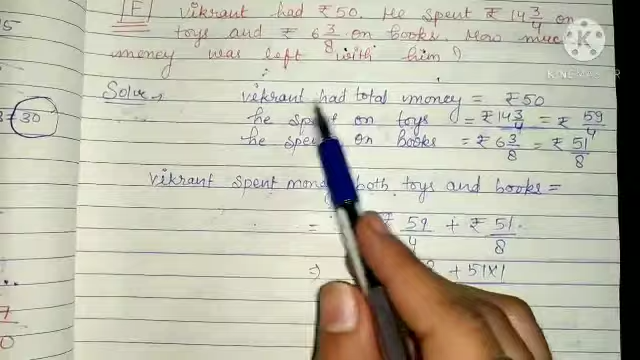 F Vikrant had ₹ 50. He spent ₹ 14 3/4 on
toys and ₹ 6 3/8 on books. How much
money was left with him?
KINEMASTER
Solve
30
vikrant had total money = ₹ 50
he spent on toys = ₹ 14 3/4 = ₹ 59/4
he spent on books = ₹ 6 3/8 = ₹ 51/8
vikrant spent money both toys and books =
= ₹ 59/4 + ₹ 51/8
⇒ + 51×1